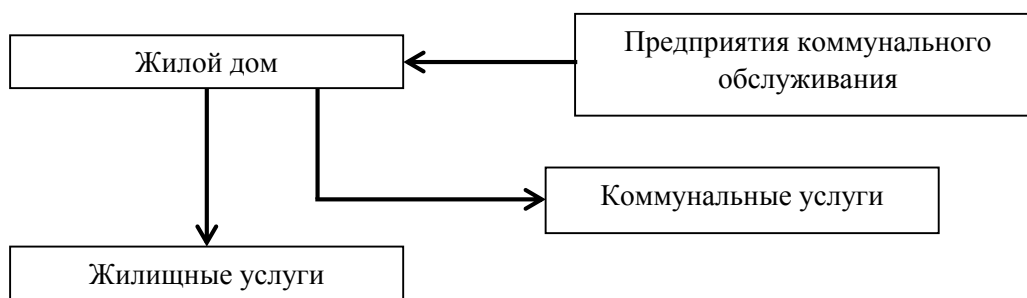 Жилой дом
Предприятия коммунального
обслуживания
Коммунальные услуги
Жилищные услуги